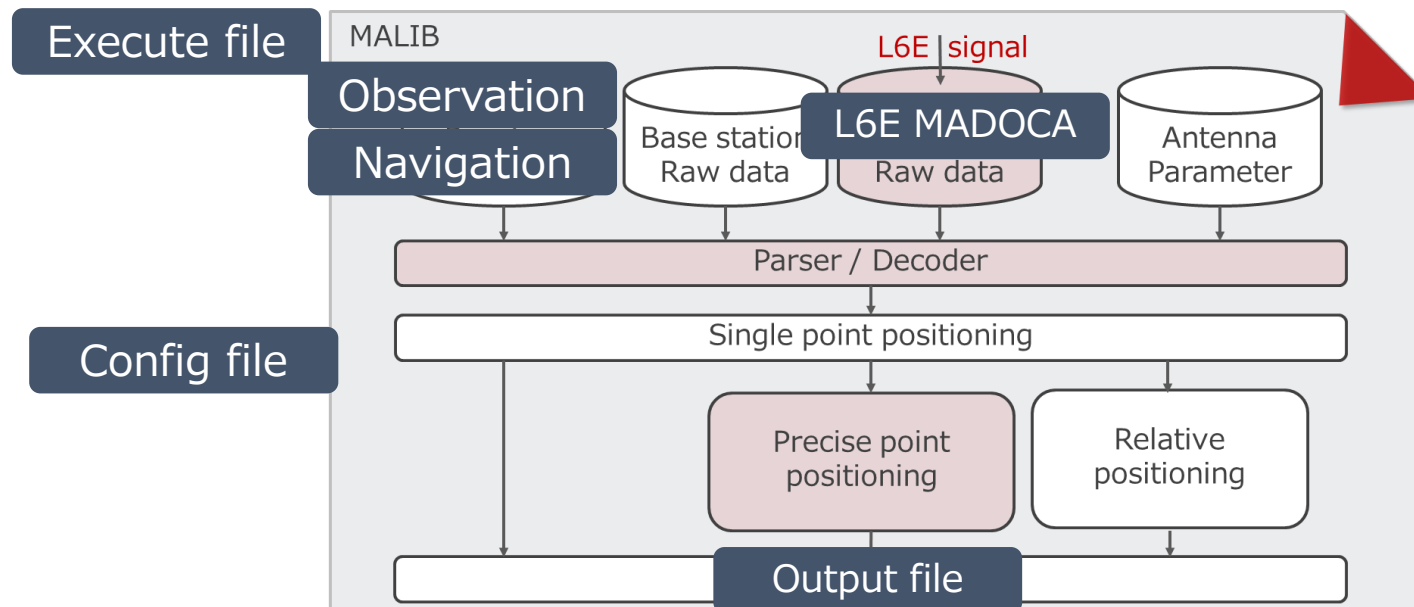 Execute file
MALIB
L6E signal
Observation
Navigation
Base station
Raw data
L6E MADOCA
Raw data
Antenna
Parameter
Parser / Decoder
Single point positioning
Config file
Precise point
positioning
Relative
positioning
Output file